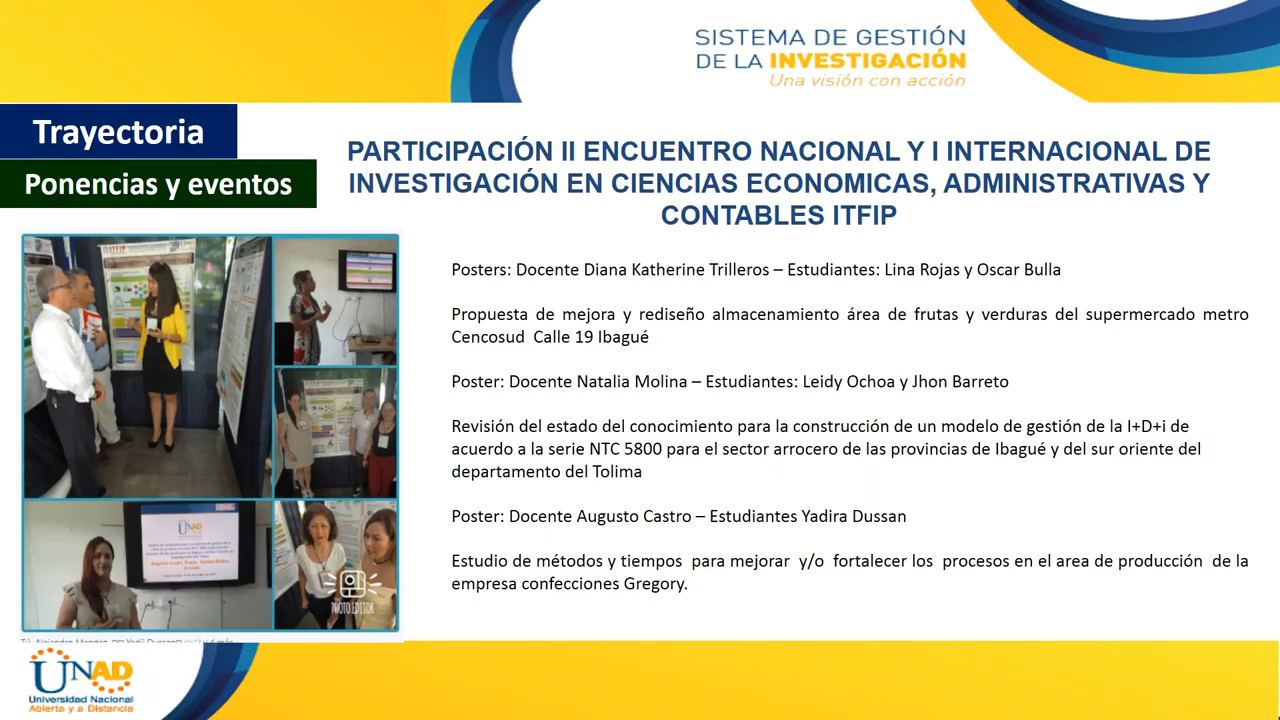 SISTEMA DE GESTIÓN
DE LA INVESTIGACIÓN
Una visión con acción
Trayectoria
Ponencias y eventos
PARTICIPACIÓN II ENCUENTRO NACIONAL Y I INTERNACIONAL DE
INVESTIGACIÓN EN CIENCIAS ECONOMICAS, ADMINISTRATIVAS Y
CONTABLES ITFIP
Posters: Docente Diana Katherine Trilleros – Estudiantes: Lina Rojas y Oscar Bulla
Propuesta de mejora y rediseño almacenamiento área de frutas y verduras del supermercado metro
Cencosud Calle 19 Ibagué
Poster: Docente Natalia Molina – Estudiantes: Leidy Ochoa y Jhon Barreto
Revisión del estado del conocimiento para la construcción de un modelo de gestión de la I+D+i de
acuerdo a la serie NTC 5800 para el sector arrocero de las provincias de Ibagué y del sur oriente del
departamento del Tolima
Poster: Docente Augusto Castro – Estudiantes Yadira Dussan
Estudio de métodos y tiempos para mejorar y/o fortalecer los procesos en el area de producción de la
empresa confecciones Gregory.
UNAD
PHOTO EDITOR
UNAD
Universidad Nacional
Abierta y a Distancia